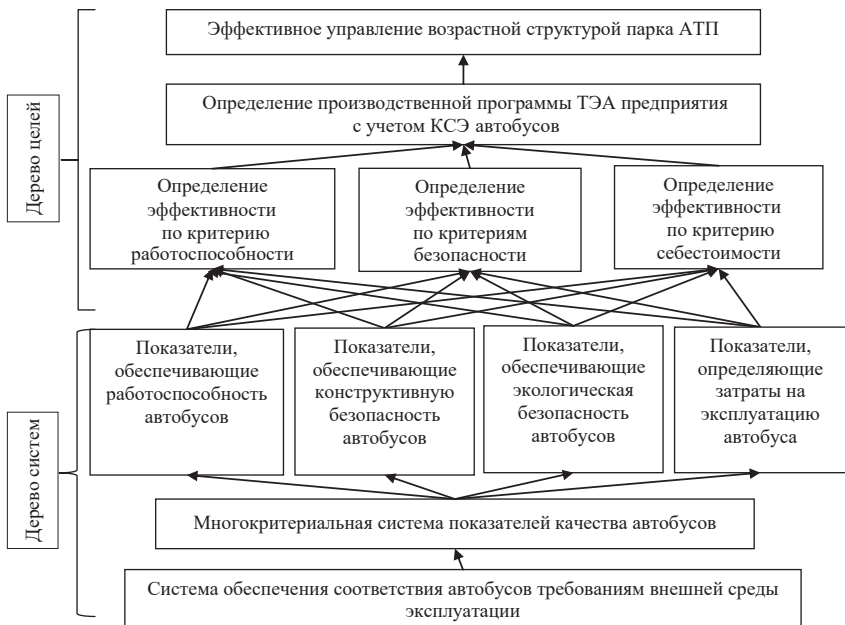 Эффективное управление возрастной структурой парка АТП
Определение производственной программы ТЭА предприятия
с учетом КСЭ автобусов
Дерево целей
Определение
эффективности
по критерию
работоспособности
Определение
эффективности
по критериям
безопасности
Определение
эффективности
по критерию
себестоимости
Дерево систем
Показатели,
обеспечивающие
работоспособность
автобусов
Показатели,
обеспечивающие
конструктивную
безопасность
автобусов
Показатели,
обеспечивающие
экологическая
безопасность
автобусов
Показатели,
определяющие
затраты на
эксплуатацию
автобуса
Многокритериальная система показателей качества автобусов
Система обеспечения соответствия автобусов требованиям внешней среды
эксплуатации